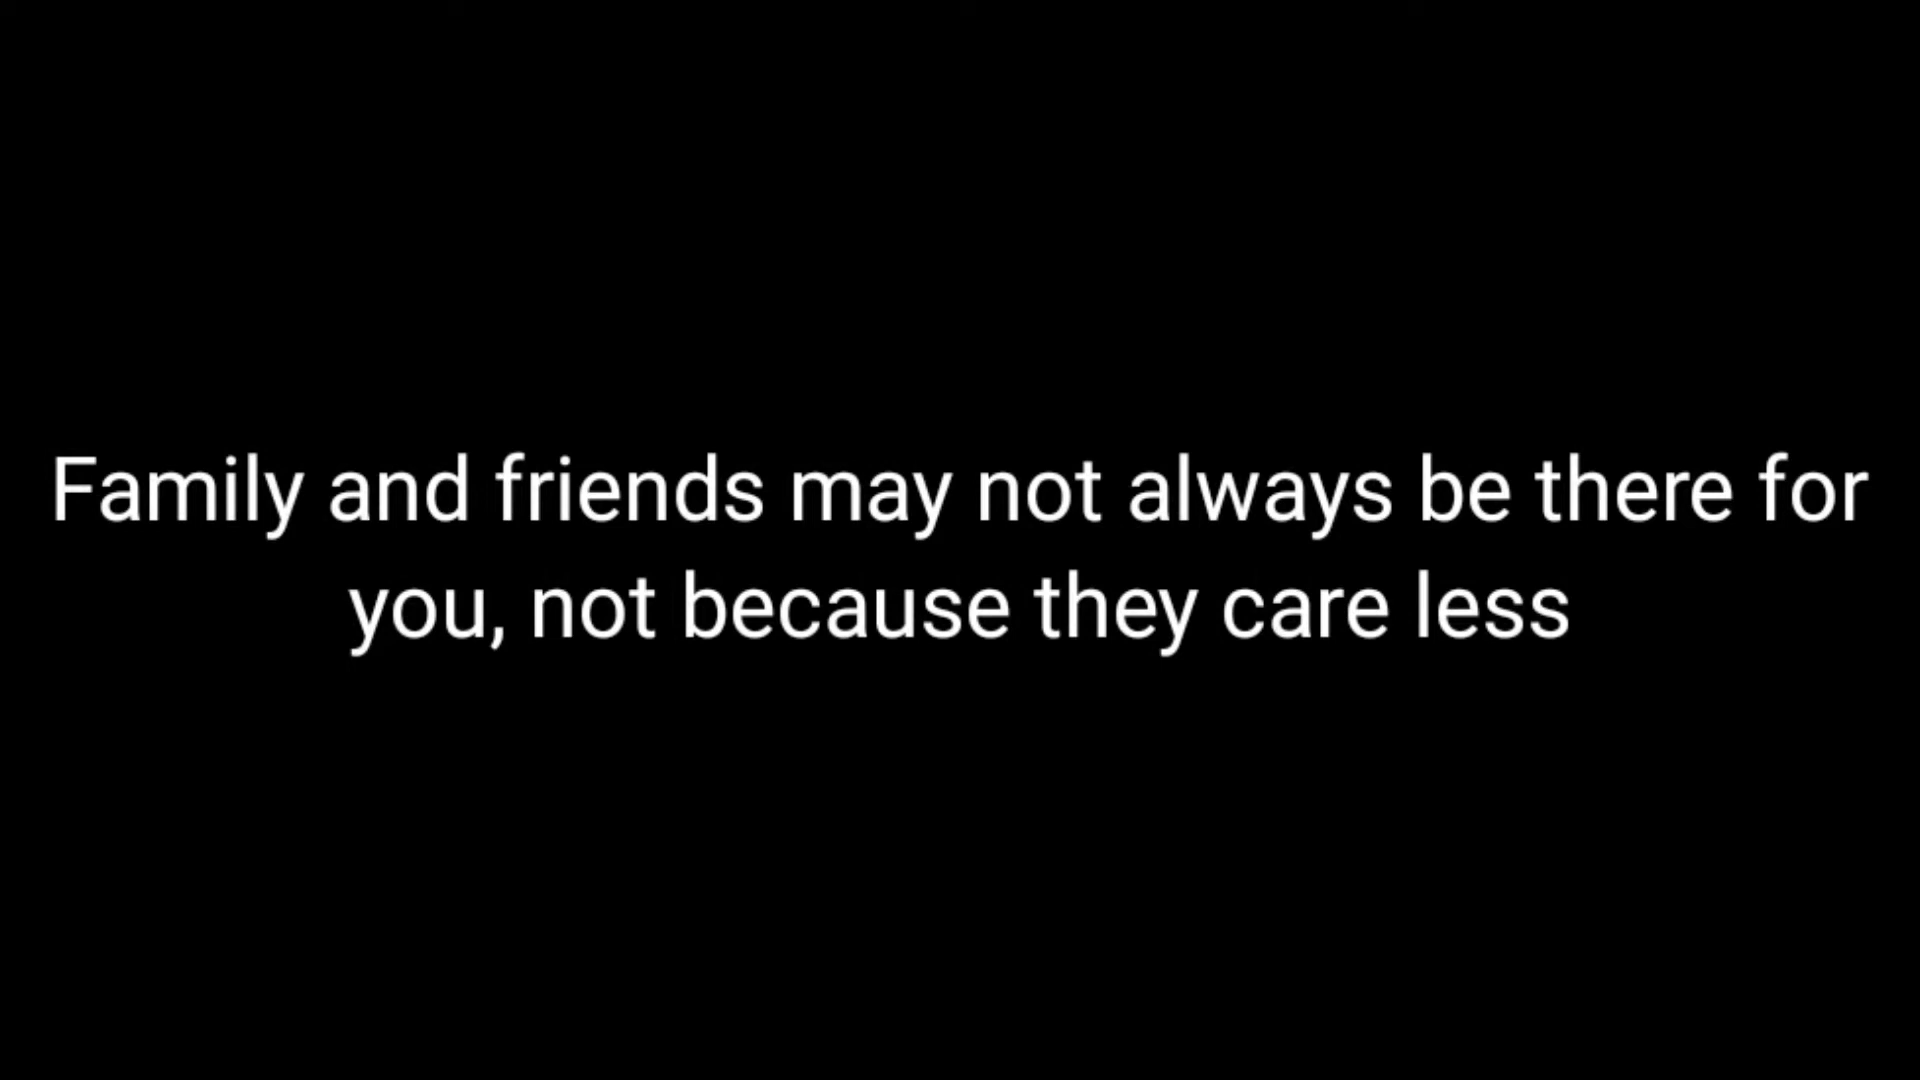 Family and friends may not always be there for
you, not because they care less